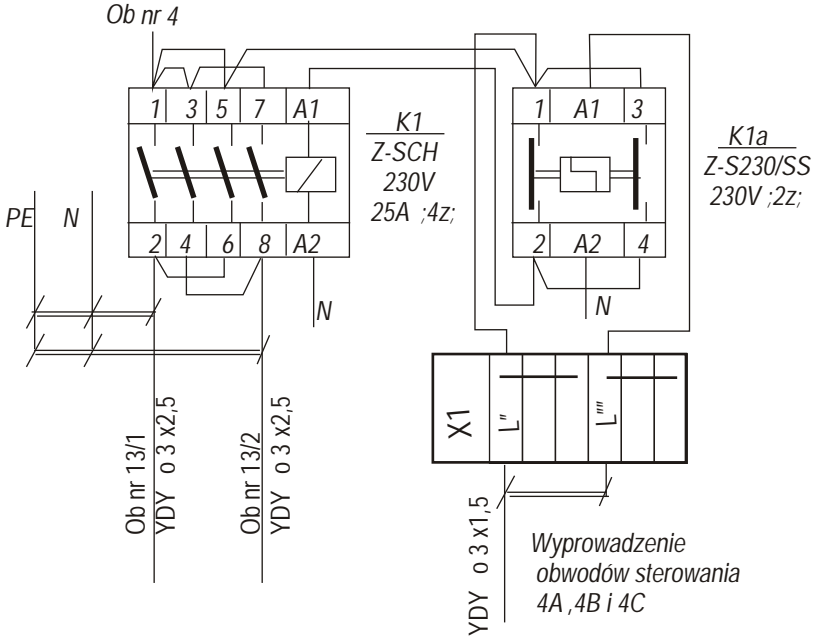 Ob nr 4
1 3 5 7 A1
K1
Z-SCH
230V
25A ;4z;
2 4 6 8 A2
N
PE N
1 A1 3
K1a
Z-S230/SS
230V ;2z;
2 A2 4
N
X1 L" L""
Ob nr 13/1
YDY o 3 x2,5
Ob nr 13/2
YDY o 3 x2,5
YDY o 3 x1,5
Wyprowadzenie
obwodów sterowania
4A ,4B i 4C